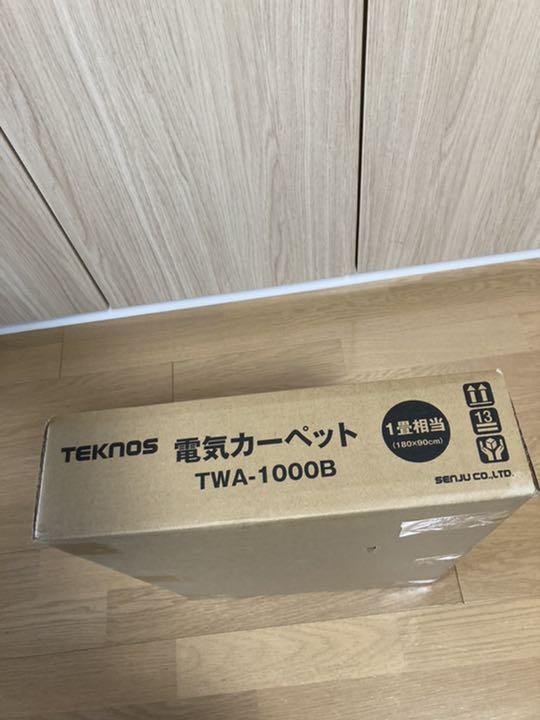 TEKNOS 電気カーペット
TWA-1000B
1畳相当
(180×90cm)
13
SENJU CO.,LTD.